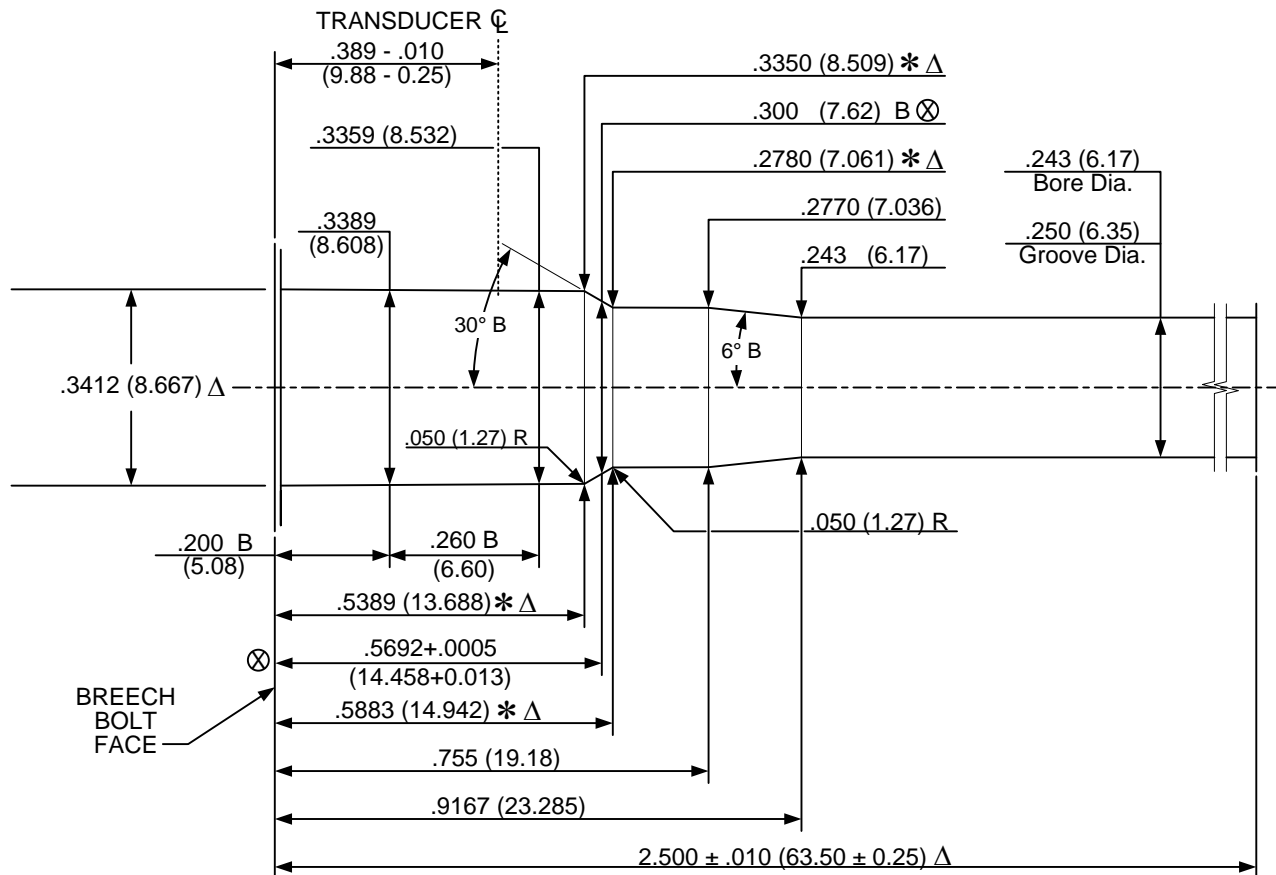 TRANSDUCER ℄
.389 - .010
(9.88 - 0.25)
.3350 (8.509) * Δ
.300 (7.62) B ⊗
.3359 (8.532)
.2780 (7.061) * Δ
.243 (6.17)
Bore Dia.
.2770 (7.036)
.3389
(8.608)
.250 (6.35)
Groove Dia.
.243 (6.17)
30° B
6° B
.3412 (8.667) Δ
.050 (1.27) R
.050 (1.27) R
.200 B
(5.08)
.260 B
(6.60)
.5389 (13.688) * Δ
⊗
.5692+.0005
(14.458+0.013)
BREECH
BOLT
FACE
.5883 (14.942) * Δ
.755 (19.18)
.9167 (23.285)
2.500 ± .010 (63.50 ± 0.25) Δ